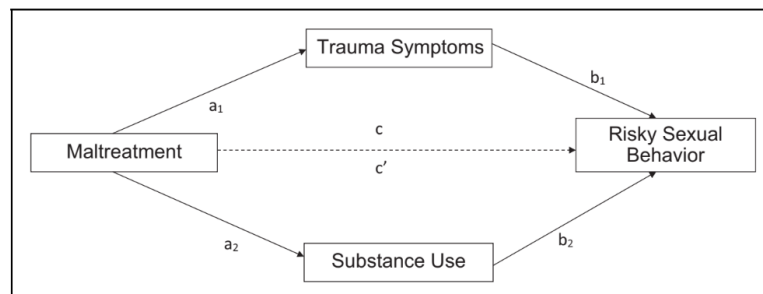 Trauma Symptoms
a₁
b₁
Maltreatment
c
c’
Risky Sexual
Behavior
a₂
b₂
Substance Use